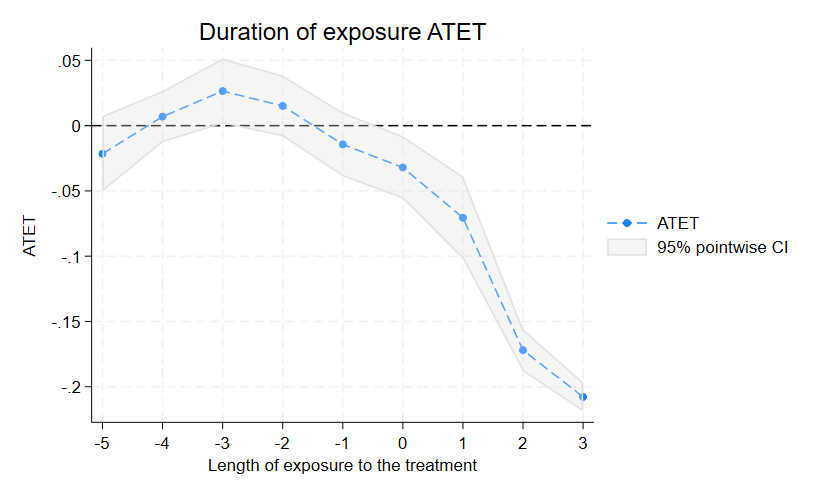 Duration of exposure ATET
.05
0
-.05
-.1
-.15
-.2
ATET
-5 -4 -3 -2 -1 0 1 2 3
Length of exposure to the treatment
ATET
95% pointwise CI